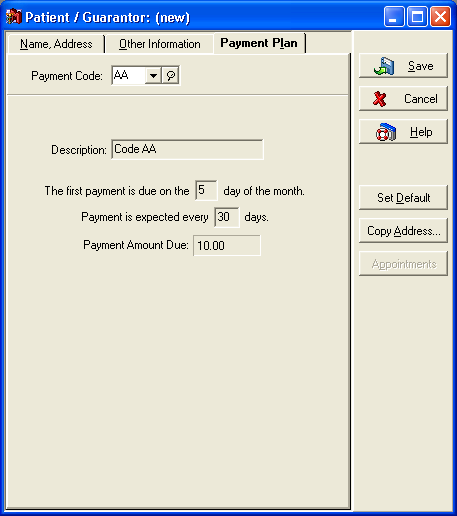 Patient / Guarantor: (new)
Name, Address Other Information Payment Plan
Payment Code: AA
Save
Cancel
Help
Description: Code AA
The first payment is due on the 5 day of the month.
Payment is expected every 30 days.
Payment Amount Due: 10.00
Set Default
Copy Address...
Appointments